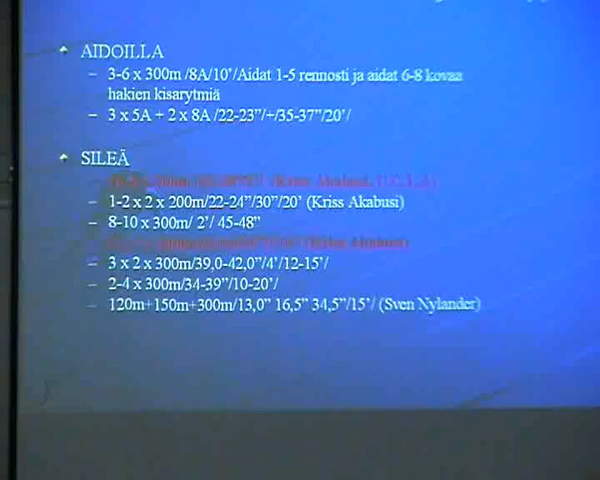 AIDOILLA
– 3-6 x 300m /8A/10’/Aidat 1-5 rennosti ja aidat 6-8 kovaa
hakien kisarytmiä
– 3 x 5A + 2 x 8A /22-23”/+/35-37”/20’/
SILEÄ
– 1-2 x 2 x 200m/22-24”/30”/20’ (Kriss Akabusi)
– 8-10 x 300m/ 2’/ 45-48”
– 3 x 2 x 300m/39,0-42,0”/4’/12-15’/
– 2-4 x 300m/34-39”/10-20’/
– 120m+150m+300m/13,0” 16,5” 34,5”/15’/ (Sven Nylander)